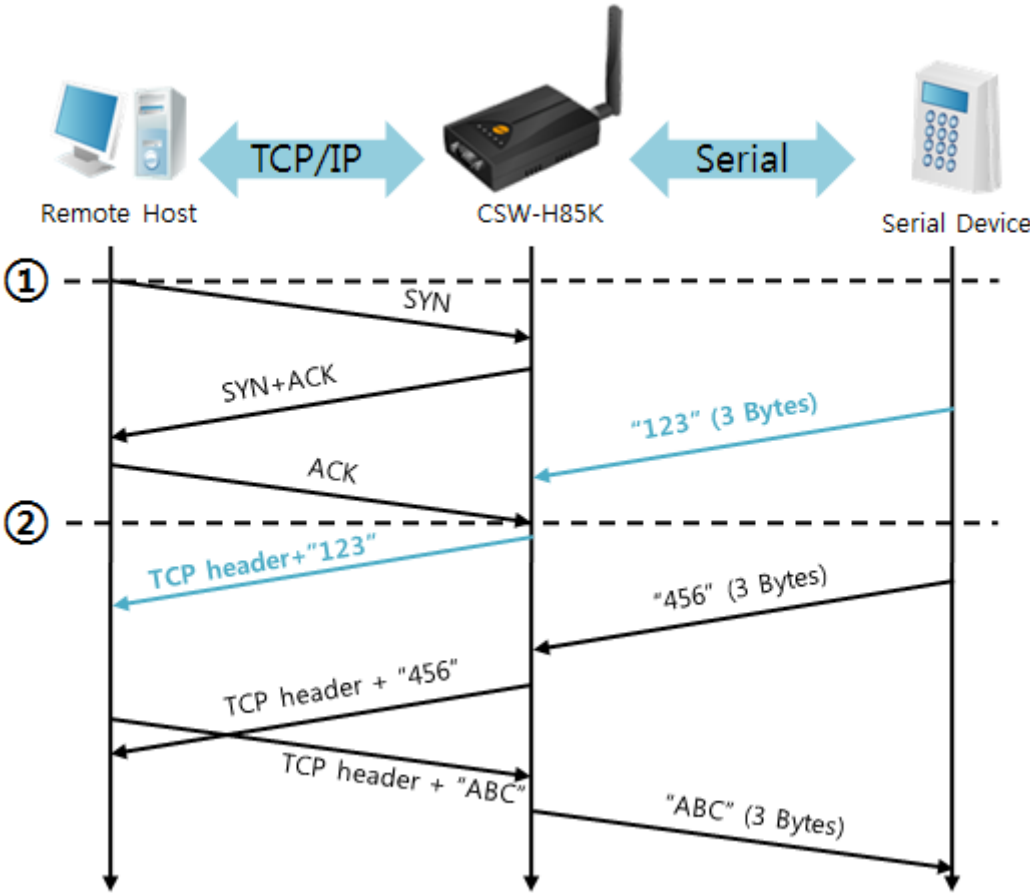 TCP/IP
Serial
Remote Host
CSW-H85K
Serial Device
①
SYN
SYN+ACK
"123" (3 Bytes)
ACK
②
TCP header+"123"
"456" (3 Bytes)
TCP header + "456"
TCP header + "ABC"
"ABC" (3 Bytes)